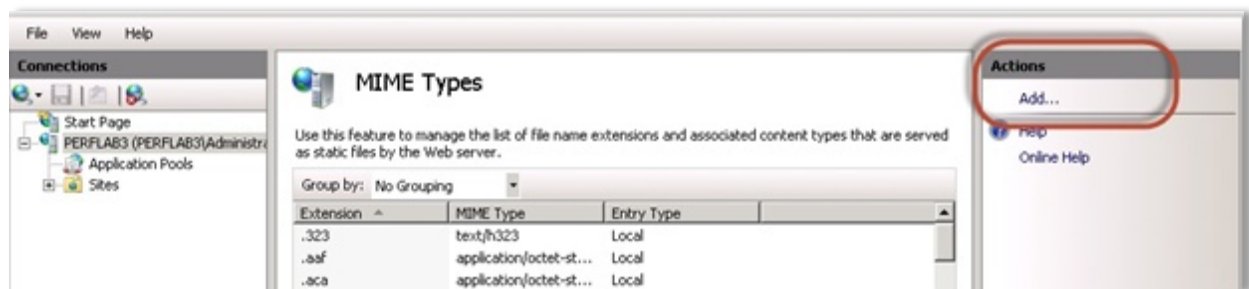 File View Help
Connections
Start Page
PERFLAB3 (PERFLAB3\Administra
Application Pools
Sites
MIME Types
Use this feature to manage the list of file name extensions and associated content types that are served
as static files by the Web server.
Group by: No Grouping
Extension MIME Type Entry Type
.323 text/h323 Local
.aaf application/octet-st... Local
.aca application/octet-st... Local
Actions
Add...
Help
Online Help